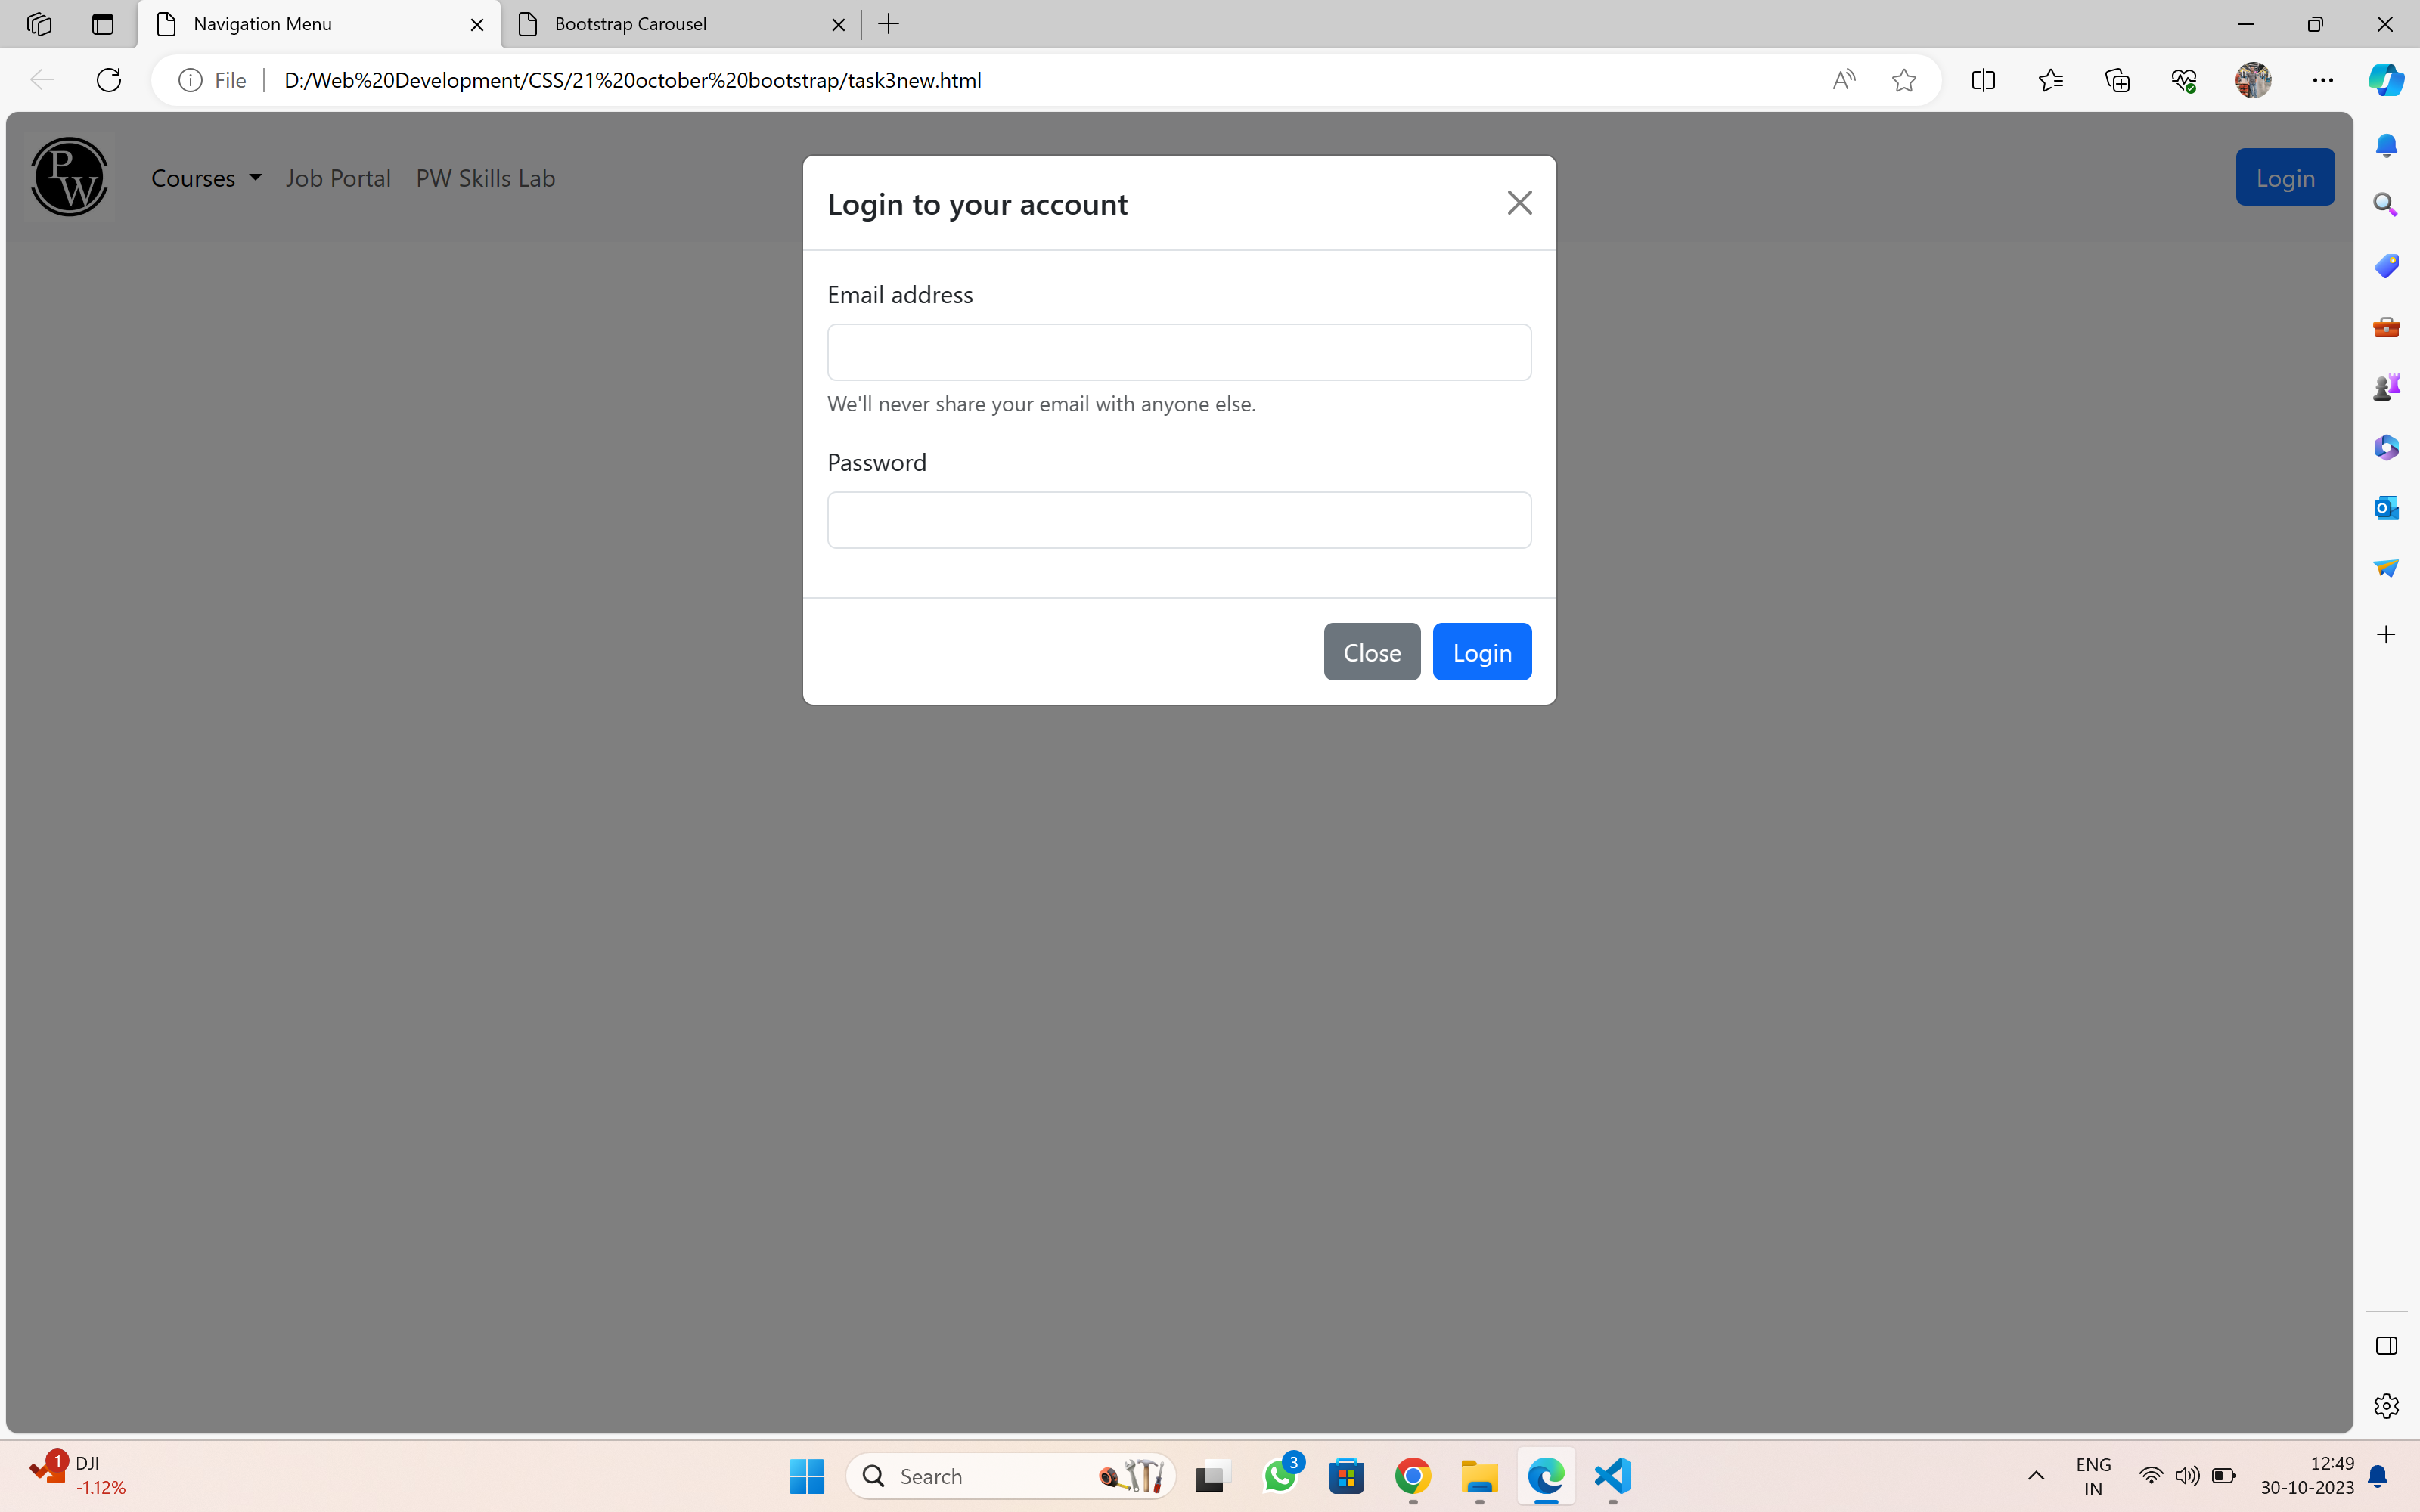 Navigation Menu
Bootstrap Carousel
File
D:/Web%20Development/CSS/21%20october%20bootstrap/task3new.html
PW
Courses
Job Portal
PW Skills Lab
Login
Login to your account
Email address
We'll never share your email with anyone else.
Password
Close
Login
1
DJI
-1.12%
Search
3
ENG
IN
12:49
30-10-2023